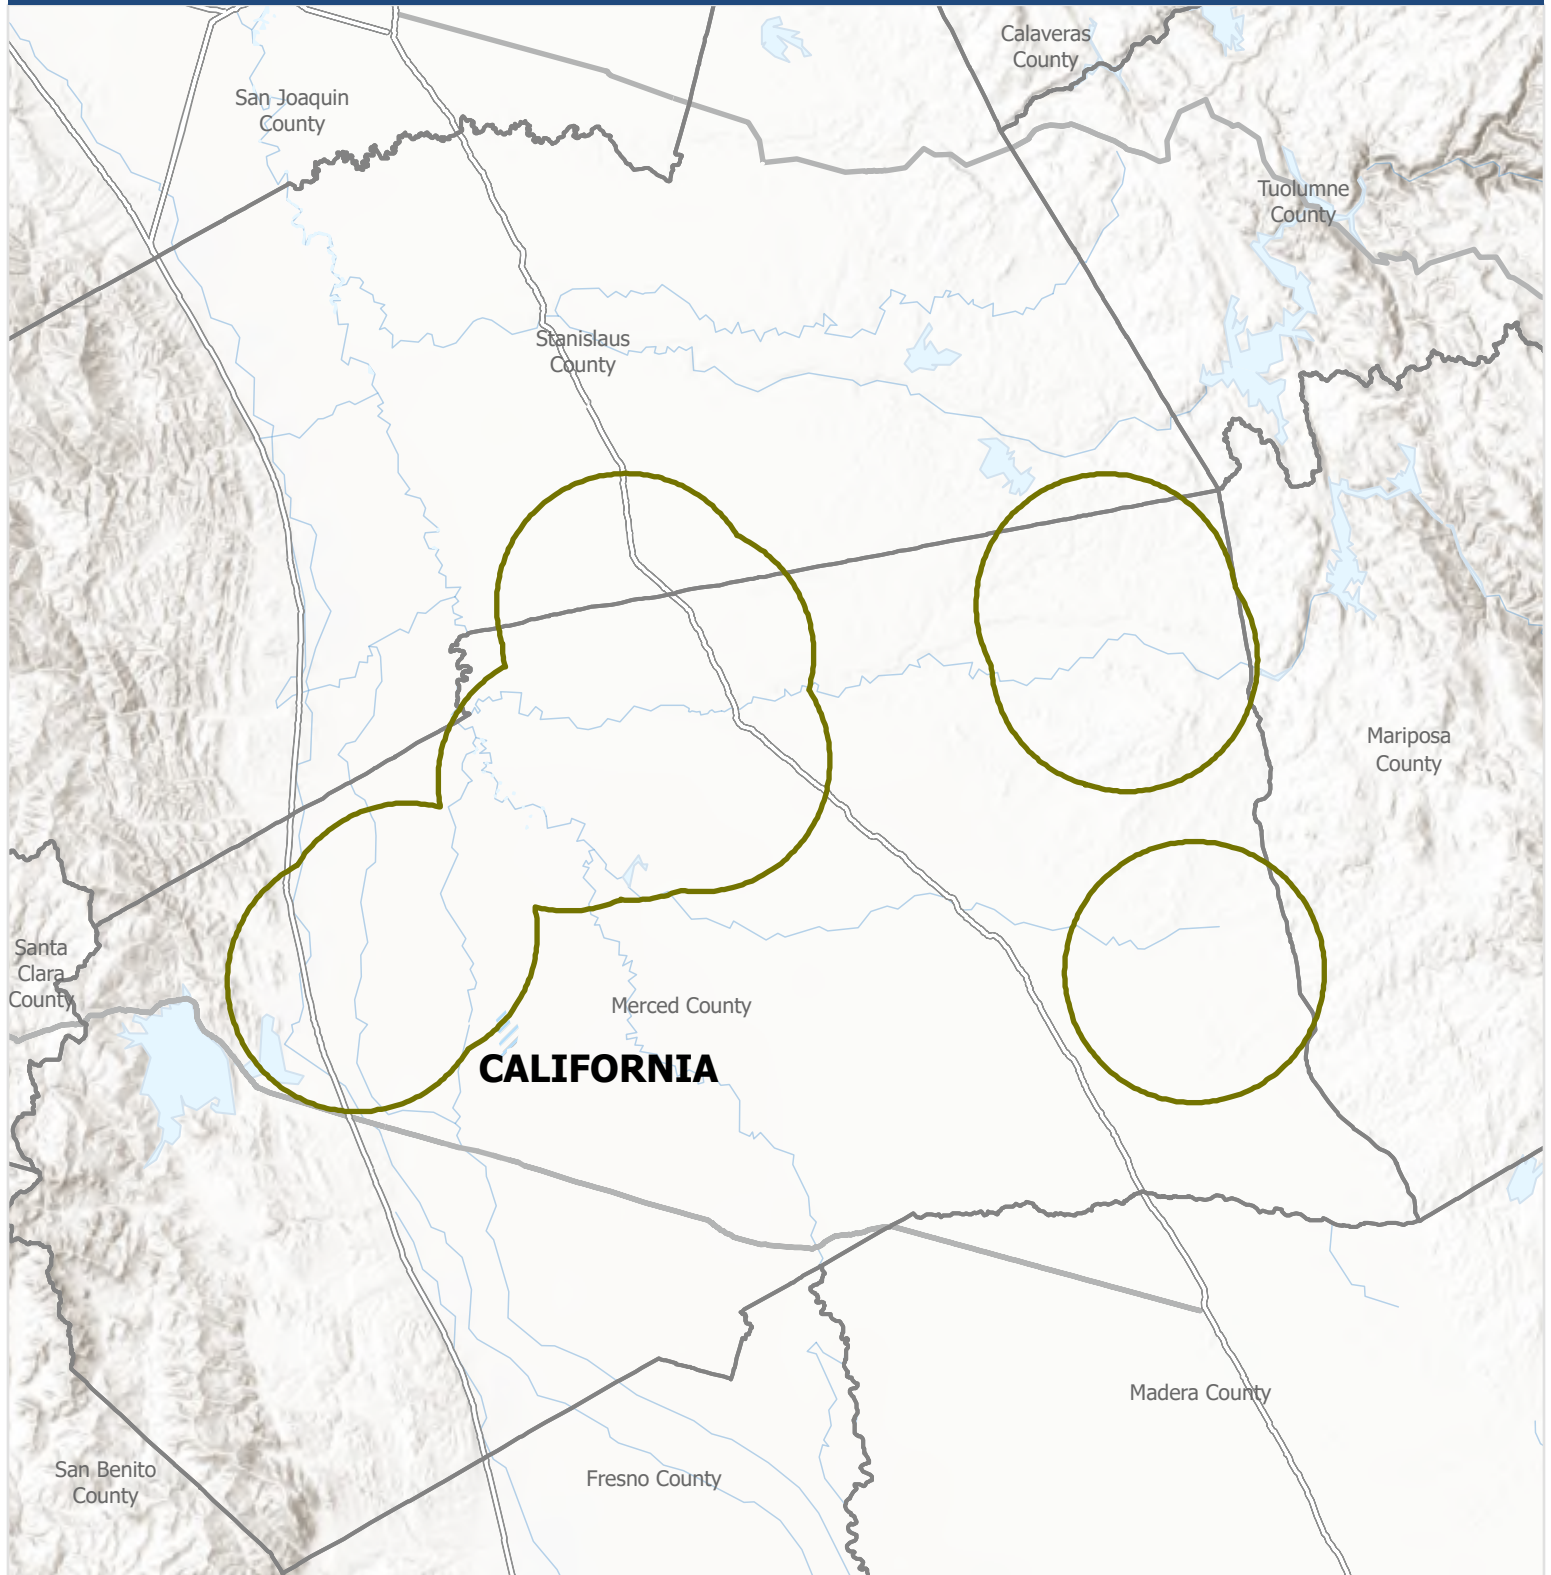 Calaveras
County
San Joaquin
County
Tuolumne
County
Stanislaus
County
Mariposa
County
Santa
Clara
County
Merced County
CALIFORNIA
Madera County
San Benito
County
Fresno County